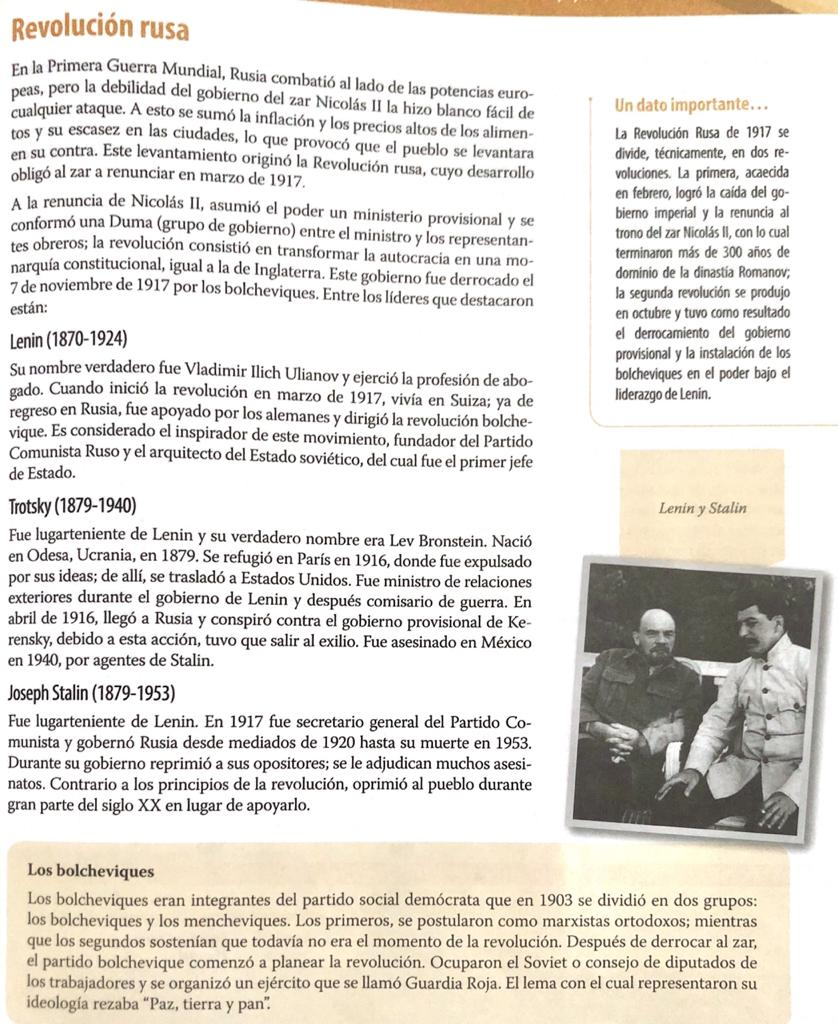 Revolución rusa
En la Primera Guerra Mundial, Rusia combatió al lado de las potencias euro-
peas, pero la debilidad del gobierno del zar Nicolás II la hizo blanco fácil de
cualquier ataque. A esto se sumó la inflación y los precios altos de los alimen-
tos y su escasez en las ciudades, lo que provocó que el pueblo se levantara
en su contra. Este levantamiento originó la Revolución rusa, cuyo desarrollo
obligó al zar a renunciar en marzo de 1917.
A la renuncia de Nicolás II, asumió el poder un ministerio provisional y se
conformó una Duma (grupo de gobierno) entre el ministro y los representan-
tes obreros; la revolución consistió en transformar la autocracia en una mo-
narquía constitucional, igual a la de Inglaterra. Este gobierno fue derrocado el
7 de noviembre de 1917 por los bolcheviques. Entre los líderes que destacaron
están:
Lenin (1870-1924)
Su nombre verdadero fue Vladimir Ilich Ulianov y ejerció la profesión de abo-
gado. Cuando inició la revolución en marzo de 1917, vivía en Suiza; ya de
regreso en Rusia, fue apoyado por los alemanes y dirigió la revolución bolche-
vique. Es considerado el inspirador de este movimiento, fundador del Partido
Comunista Ruso y el arquitecto del Estado soviético, del cual fue el primer jefe
de Estado.
Trotsky (1879-1940)
Fue lugarteniente de Lenin y su verdadero nombre era Lev Bronstein. Nació
en Odesa, Ucrania, en 1879. Se refugió en París en 1916, donde fue expulsado
por sus ideas; de allí, se trasladó a Estados Unidos. Fue ministro de relaciones
exteriores durante el gobierno de Lenin y después comisario de guerra. En
abril de 1916, llegó a Rusia y conspiró contra el gobierno provisional de Ke-
rensky, debido a esta acción, tuvo que salir al exilio. Fue asesinado en México
en 1940, por agentes de Stalin.
Joseph Stalin (1879-1953)
Fue lugarteniente de Lenin. En 1917 fue secretario general del Partido Co-
munista y gobernó Rusia desde mediados de 1920 hasta su muerte en 1953.
Durante su gobierno reprimió a sus opositores; se le adjudican muchos asesi-
natos. Contrario a los principios de la revolución, oprimió al pueblo durante
gran parte del siglo XX en lugar de apoyarlo.
Un dato importante...
La Revolución Rusa de 1917 se
divide, técnicamente, en dos re-
voluciones. La primera, acaecida
en febrero, logró la caída del go-
bierno imperial y la renuncia al
trono del zar Nicolás II, con lo cual
terminaron más de 300 años de
dominio de la dinastía Romanov;
la segunda revolución se produjo
en octubre y tuvo como resultado
el derrocamiento del gobierno
provisional y la instalación de los
bolcheviques en el poder bajo el
liderazgo de Lenin.
Lenin y Stalin
Los bolcheviques
Los bolcheviques eran integrantes del partido social demócrata que en 1903 se dividió en dos grupos:
los bolcheviques y los mencheviques. Los primeros, se postularon como marxistas ortodoxos; mientras
que los segundos sostenían que todavía no era el momento de la revolución. Después de derrocar al zar,
el partido bolchevique comenzó a planear la revolución. Ocuparon el Soviet o consejo de diputados de
los trabajadores y se organizó un ejército que se llamó Guardia Roja. El lema con el cual representaron su
ideología rezaba “Paz, tierra y pan”.